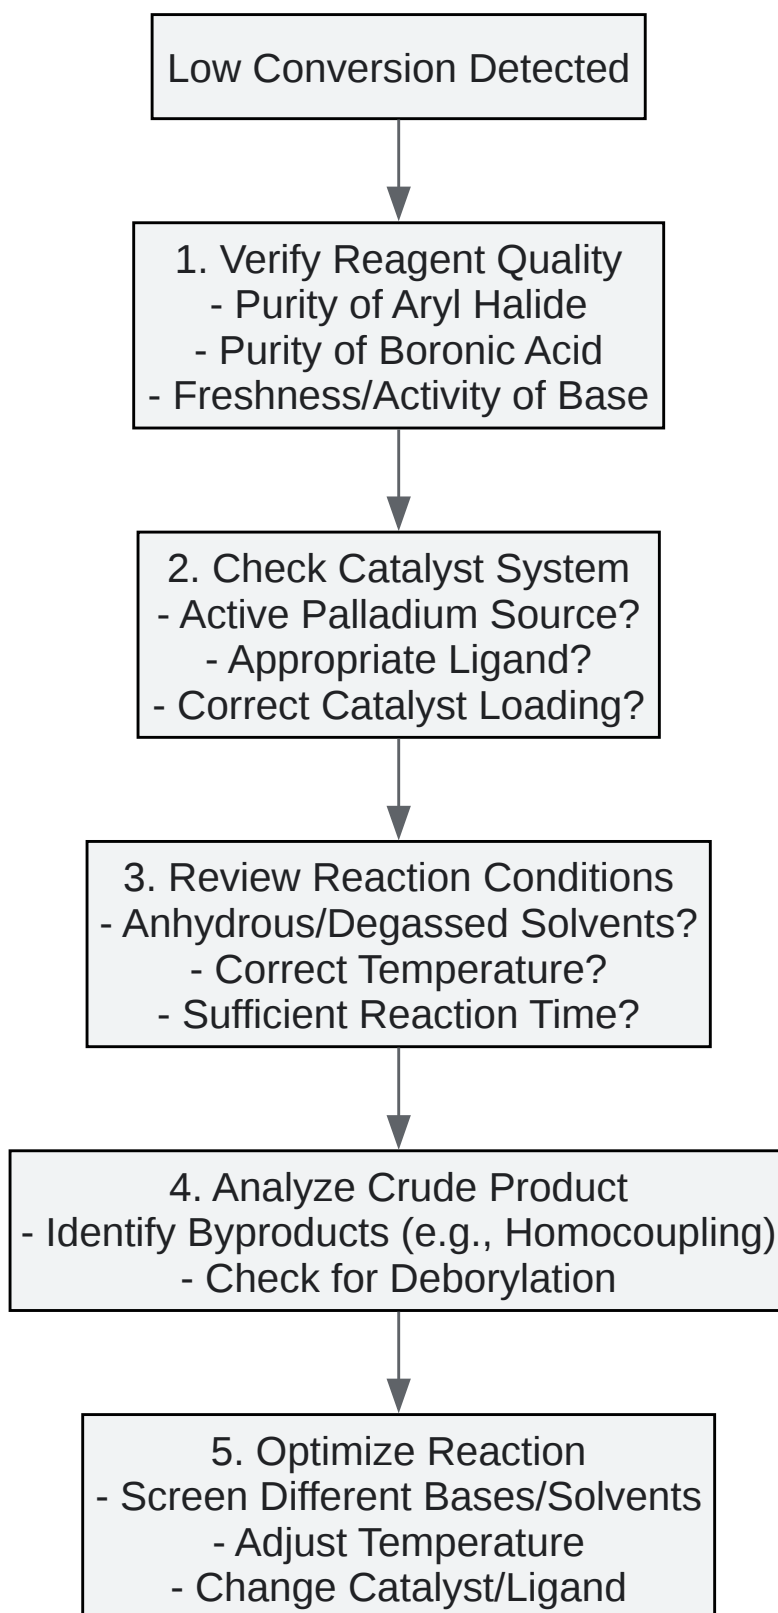 Low Conversion Detected
1. Verify Reagent Quality
- Purity of Aryl Halide
- Purity of Boronic Acid
- Freshness/Activity of Base
2. Check Catalyst System
- Active Palladium Source?
- Appropriate Ligand?
- Correct Catalyst Loading?
3. Review Reaction Conditions
- Anhydrous/Degassed Solvents?
- Correct Temperature?
- Sufficient Reaction Time?
4. Analyze Crude Product
- Identify Byproducts (e.g., Homocoupling)
- Check for Deborylation
5. Optimize Reaction
- Screen Different Bases/Solvents
- Adjust Temperature
- Change Catalyst/Ligand